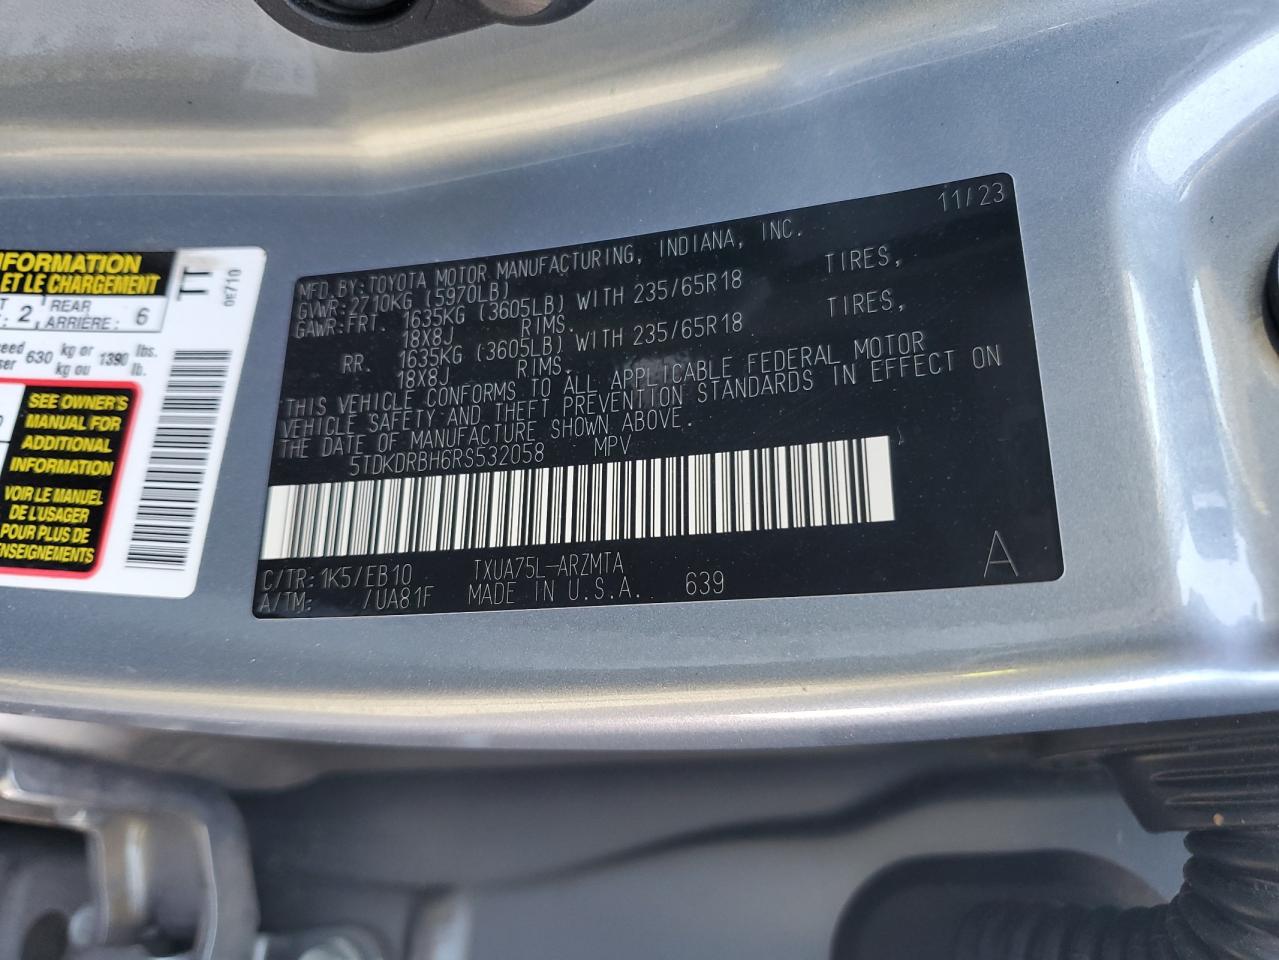 INFORMATION
ET LE CHARGEMENT
2 REAR 6
ARRIÈRE:
630 kg or 1390 lbs.
kg ou lb.
SEE OWNER'S
MANUAL FOR
ADDITIONAL
INFORMATION
VOIR LE MANUEL
DE L'USAGER
POUR PLUS DE
RENSEIGNEMENTS
TT
0E710
11/23
MFD.BY:TOYOTA MOTOR MANUFACTURING, INDIANA, INC.
GVWR:2710KG (5970LB)
GAWR:FRT. 1635KG (3605LB) WITH 235/65R18 TIRES,
18X8J RIMS.
RR. 1635KG (3605LB) WITH 235/65R18 TIRES,
18X8J RIMS.
THIS VEHICLE CONFORMS TO ALL APPLICABLE FEDERAL MOTOR
VEHICLE SAFETY AND THEFT PREVENTION STANDARDS IN EFFECT ON
THE DATE OF MANUFACTURE SHOWN ABOVE.
5TDKDRBH6RS532058 MPV
C/TR: 1K5/EB10 TXUA75L-ARZMTA
A/TM: /UA81F MADE IN U.S.A. 639
A